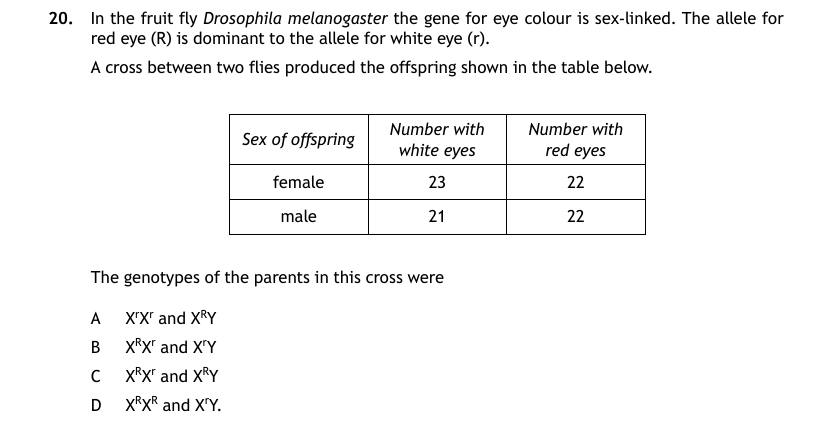 20. In the fruit fly Drosophila melanogaster the gene for eye colour is sex-linked. The allele for
red eye (R) is dominant to the allele for white eye (r).
A cross between two flies produced the offspring shown in the table below.
Sex of offspring Number with white eyes Number with red eyes
female 23 22
male 21 22
The genotypes of the parents in this cross were
A XʳXʳ and XᴿY
B XᴿXʳ and XʳY
C XᴿXʳ and XᴿY
D XᴿXᴿ and XʳY.